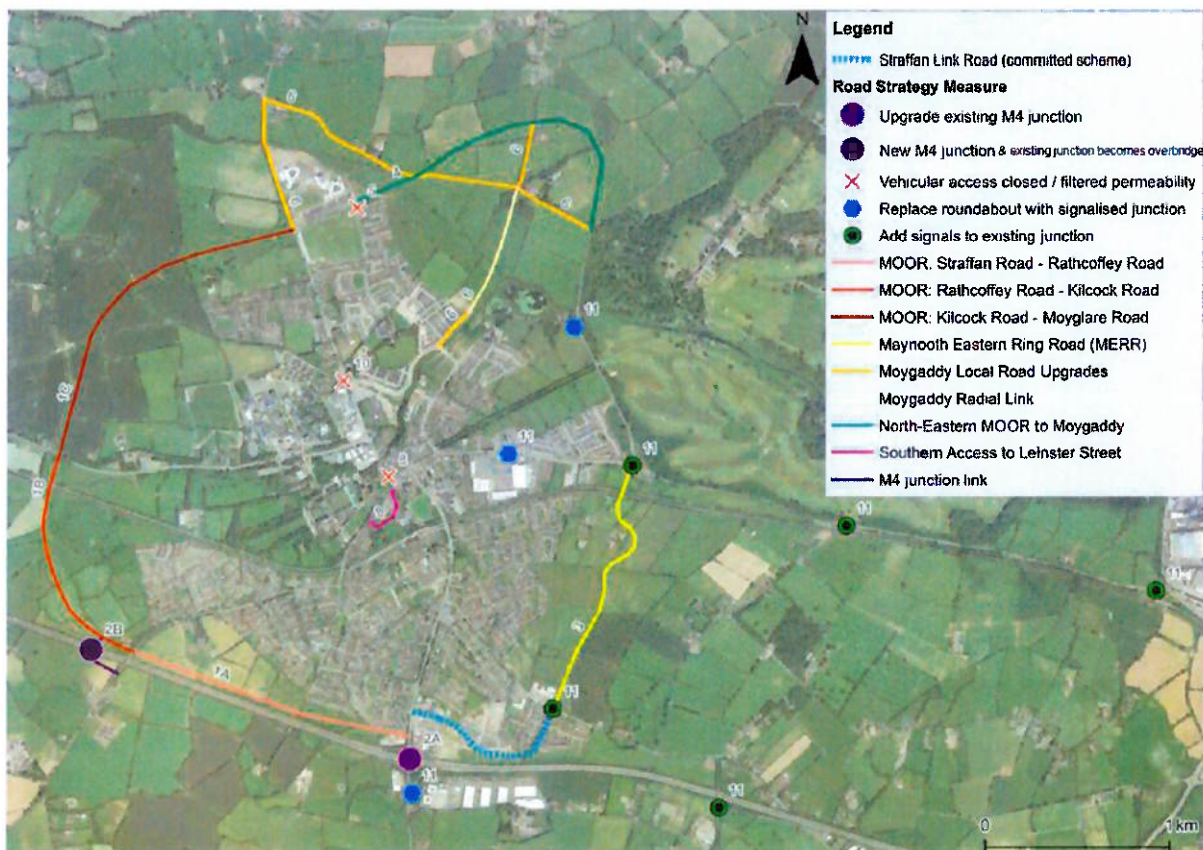 N
Legend
Straffan Link Road (committed scheme)
Road Strategy Measure
Upgrade existing M4 junction
New M4 junction & existing junction becomes overbridge
Vehicular access closed / filtered permeability
Replace roundabout with signalised junction
Add signals to existing junction
MOOR: Straffan Road - Rathcoffey Road
MOOR: Rathcoffey Road - Kilcock Road
MOOR: Kilcock Road - Moyglare Road
Maynooth Eastern Ring Road (MERR)
Moygaddy Local Road Upgrades
Moygaddy Radial Link
North-Eastern MOOR to Moygaddy
Southern Access to Leinster Street
M4 junction link
11
10
11
11
8
11
1C
1B
11
3
2B
1A
11
2A
11
11
0
1 km